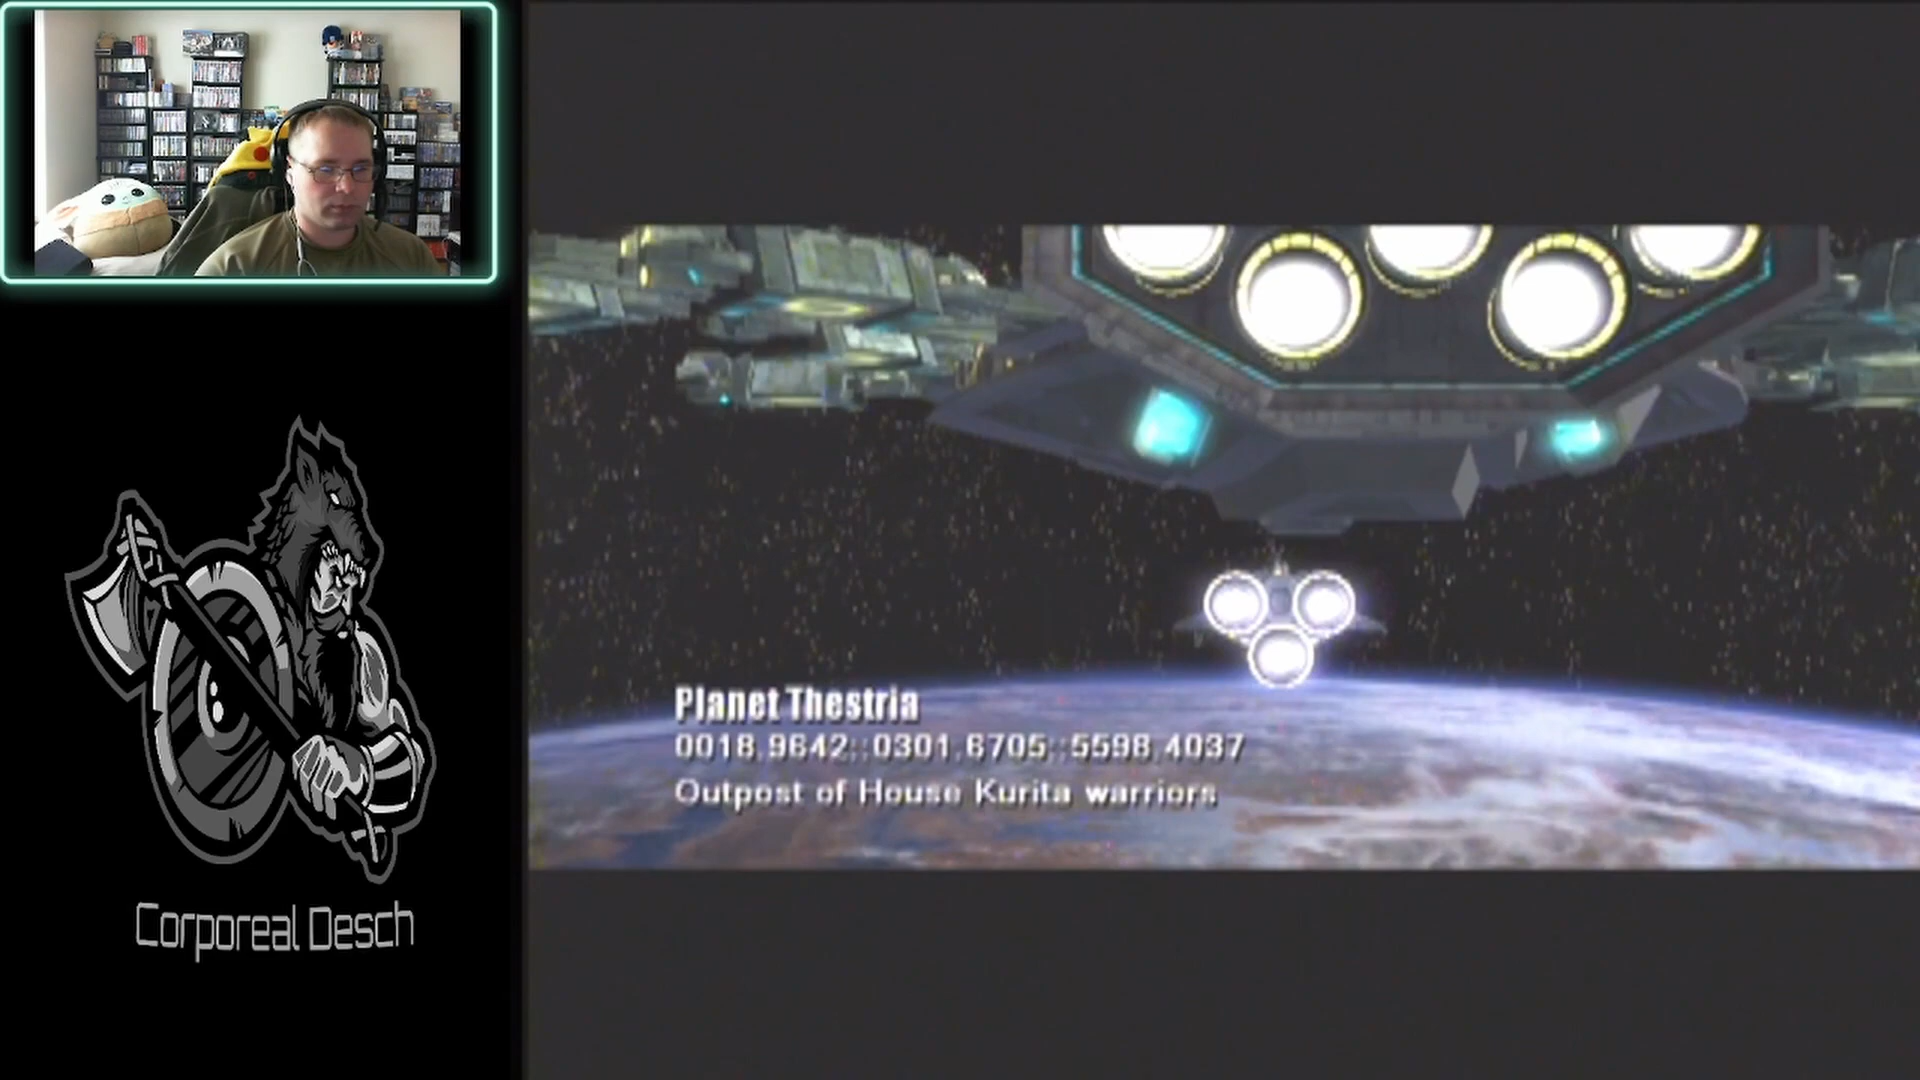 Planet Thestria
0018.9642::0301.6705::5598.4037
Outpost of House Kurita warriors
Corporeal Desch